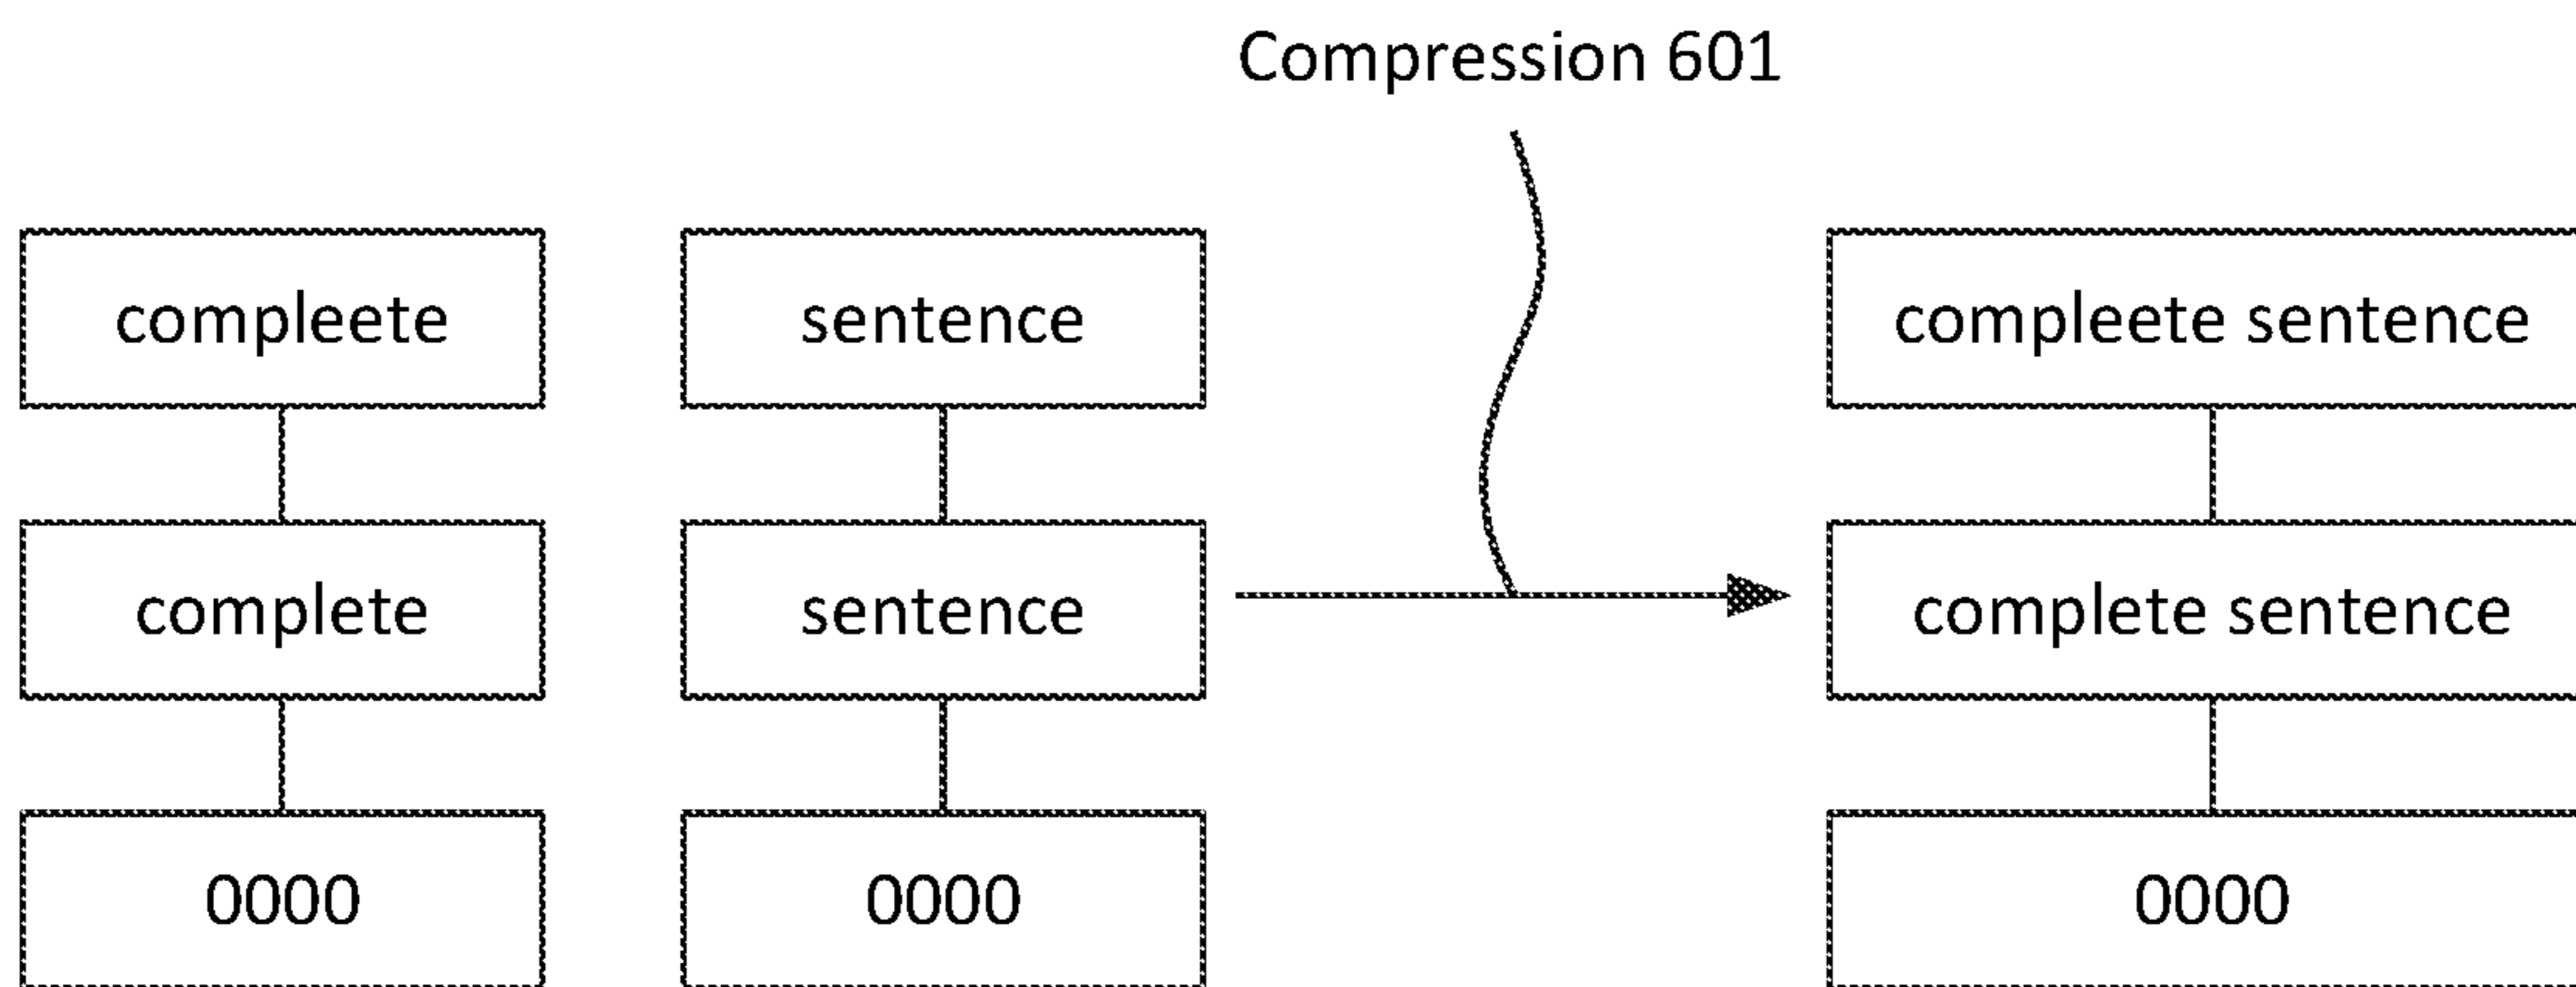 Compression 601
compleete sentence compleete sentence
complete sentence complete sentence
0000 0000 0000